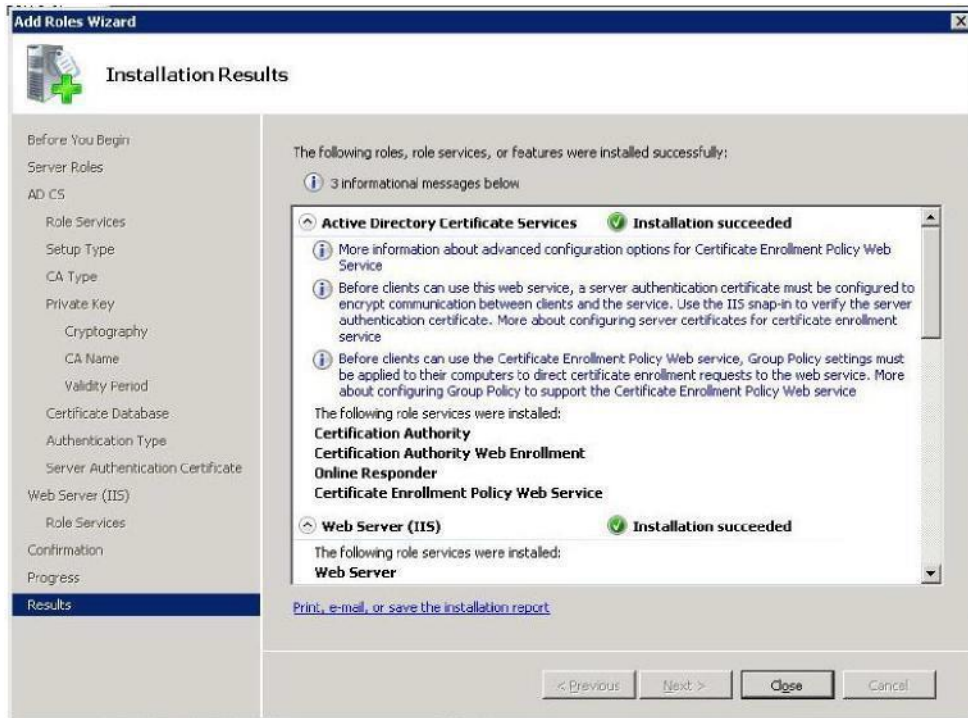 Add Roles Wizard
Installation Results
Before You Begin
Server Roles
AD CS
Role Services
Setup Type
CA Type
Private Key
Cryptography
CA Name
Validity Period
Certificate Database
Authentication Type
Server Authentication Certificate
Web Server (IIS)
Role Services
Confirmation
Progress
Results
The following roles, role services, or features were installed successfully:
3 informational messages below
Active Directory Certificate Services Installation succeeded
More information about advanced configuration options for Certificate Enrollment Policy Web
Service
Before clients can use this web service, a server authentication certificate must be configured to
encrypt communication between clients and the service. Use the IIS snap-in to verify the server
authentication certificate. More about configuring server certificates for certificate enrollment
service
Before clients can use the Certificate Enrollment Policy Web service, Group Policy settings must
be applied to their computers to direct certificate enrollment requests to the web service. More
about configuring Group Policy to support the Certificate Enrollment Policy Web service
The following role services were installed:
Certification Authority
Certification Authority Web Enrollment
Online Responder
Certificate Enrollment Policy Web Service
Web Server (IIS) Installation succeeded
The following role services were installed:
Web Server
Print, e-mail, or save the installation report
< Previous Next > Close Cancel